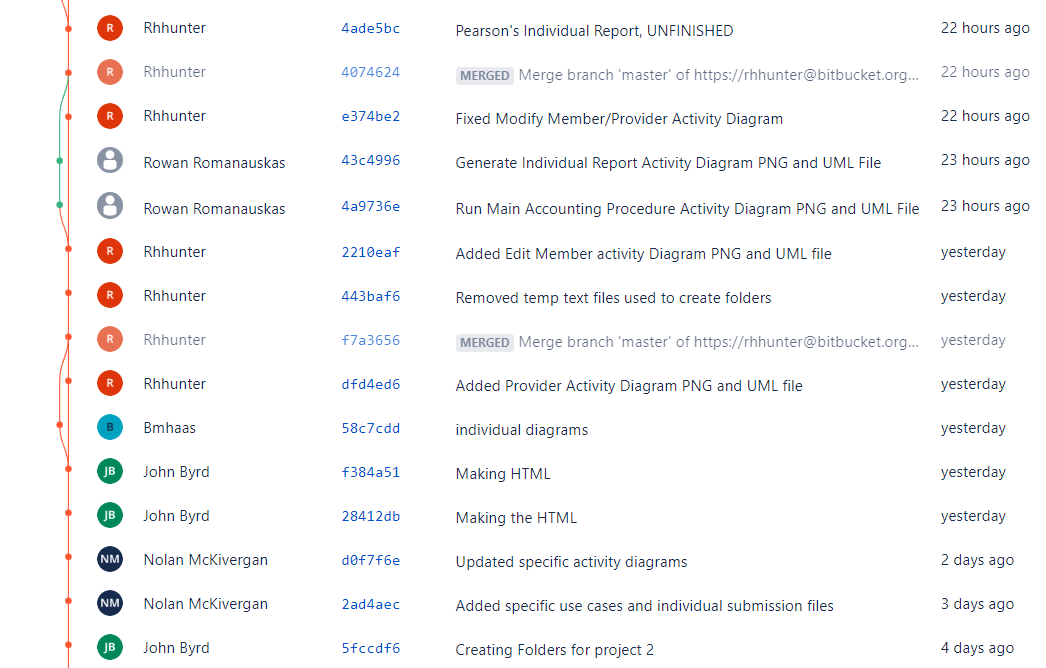 R Rhhunter 4ade5bc Pearson's Individual Report, UNFINISHED 22 hours ago
R Rhhunter 4074624 MERGED Merge branch 'master' of https://rhhunter@bitbucket.org... 22 hours ago
R Rhhunter e374be2 Fixed Modify Member/Provider Activity Diagram 22 hours ago
Rowan Romanauskas 43c4996 Generate Individual Report Activity Diagram PNG and UML File 23 hours ago
Rowan Romanauskas 4a9736e Run Main Accounting Procedure Activity Diagram PNG and UML File 23 hours ago
R Rhhunter 2210eaf Added Edit Member activity Diagram PNG and UML file yesterday
R Rhhunter 443baf6 Removed temp text files used to create folders yesterday
R Rhhunter f7a3656 MERGED Merge branch 'master' of https://rhhunter@bitbucket.org... yesterday
R Rhhunter dfd4ed6 Added Provider Activity Diagram PNG and UML file yesterday
B Bmhaas 58c7cdd individual diagrams yesterday
JB John Byrd f384a51 Making HTML yesterday
JB John Byrd 28412db Making the HTML yesterday
NM Nolan McKivergan d0f7f6e Updated specific activity diagrams 2 days ago
NM Nolan McKivergan 2ad4aec Added specific use cases and individual submission files 3 days ago
JB John Byrd 5fccdf6 Creating Folders for project 2 4 days ago